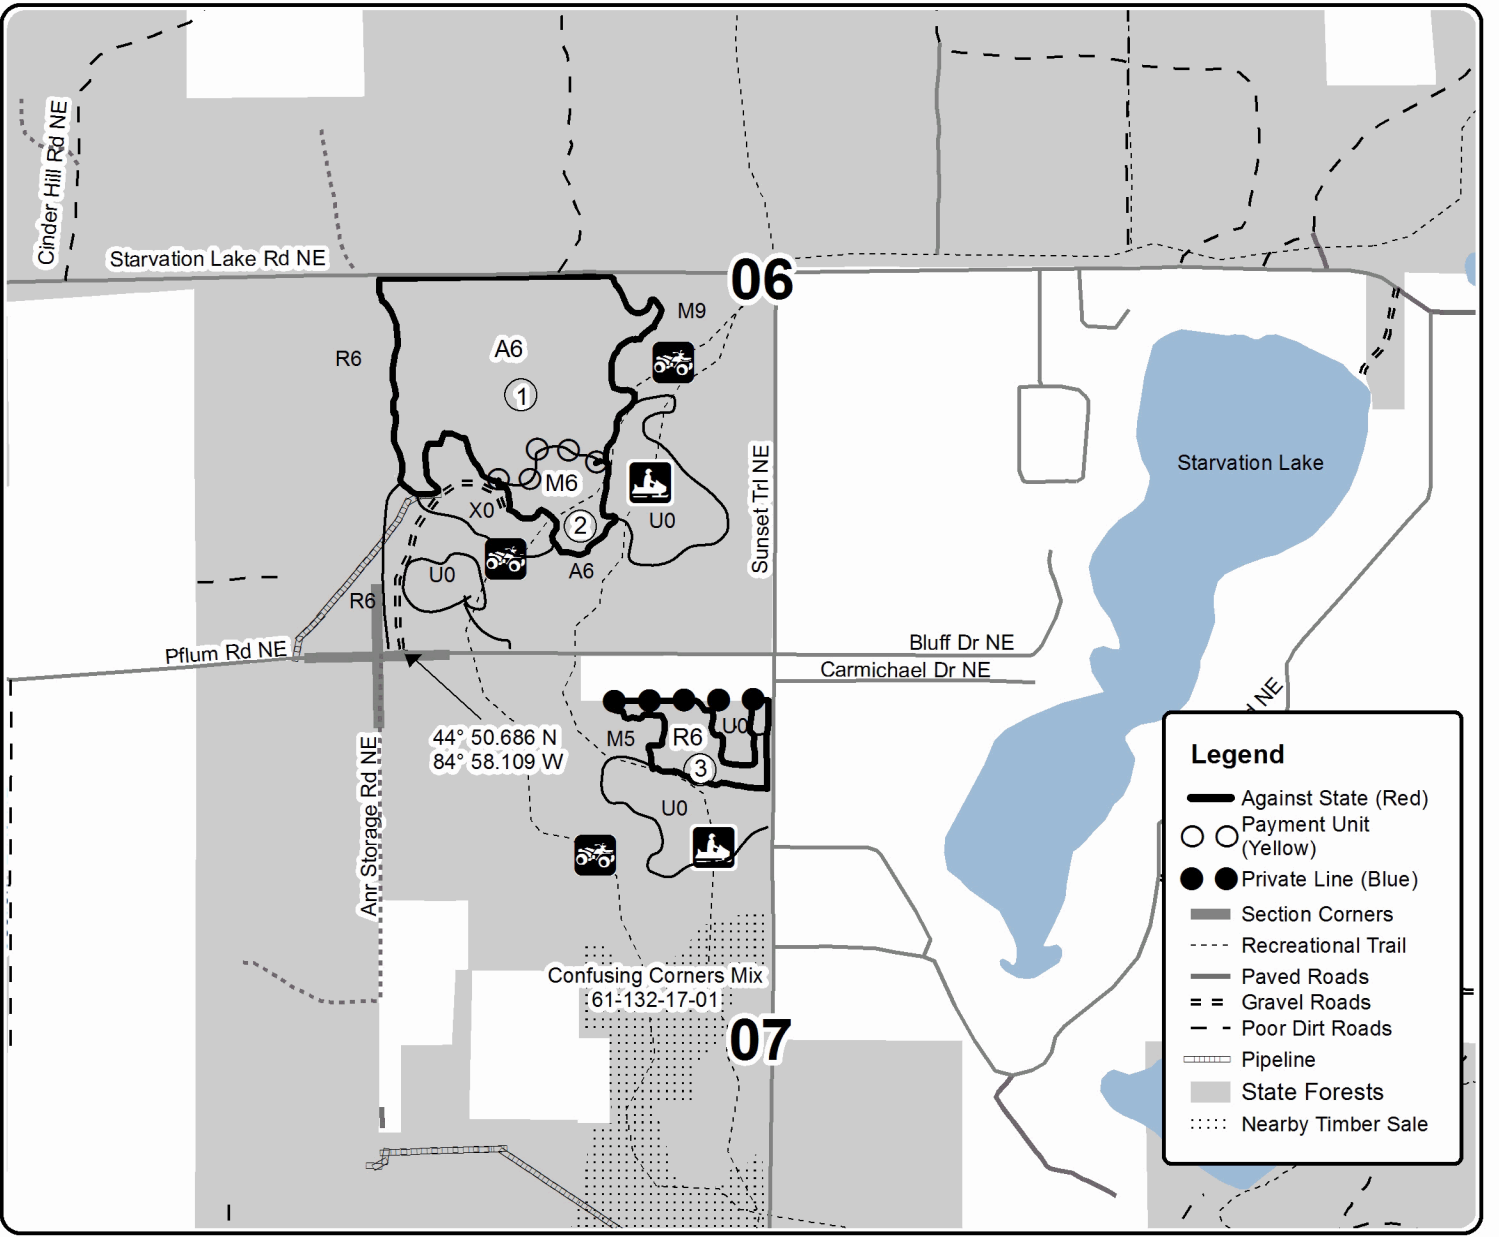 Cinder Hill Rd NE
Starvation Lake Rd NE
06
M9
R6
A6
1
M6
X0
2
U0
Sunset Trl NE
Starvation Lake
U0
A6
R6
Pflum Rd NE
Bluff Dr NE
Carmichael Dr NE
44° 50.686 N
84° 58.109 W
M5
R6
U0
3
U0
Anr Storage Rd NE
d NE
Confusing Corners Mix
61-132-17-01
07
Legend
Against State (Red)
Payment Unit
(Yellow)
Private Line (Blue)
Section Corners
Recreational Trail
Paved Roads
Gravel Roads
Poor Dirt Roads
Pipeline
State Forests
Nearby Timber Sale